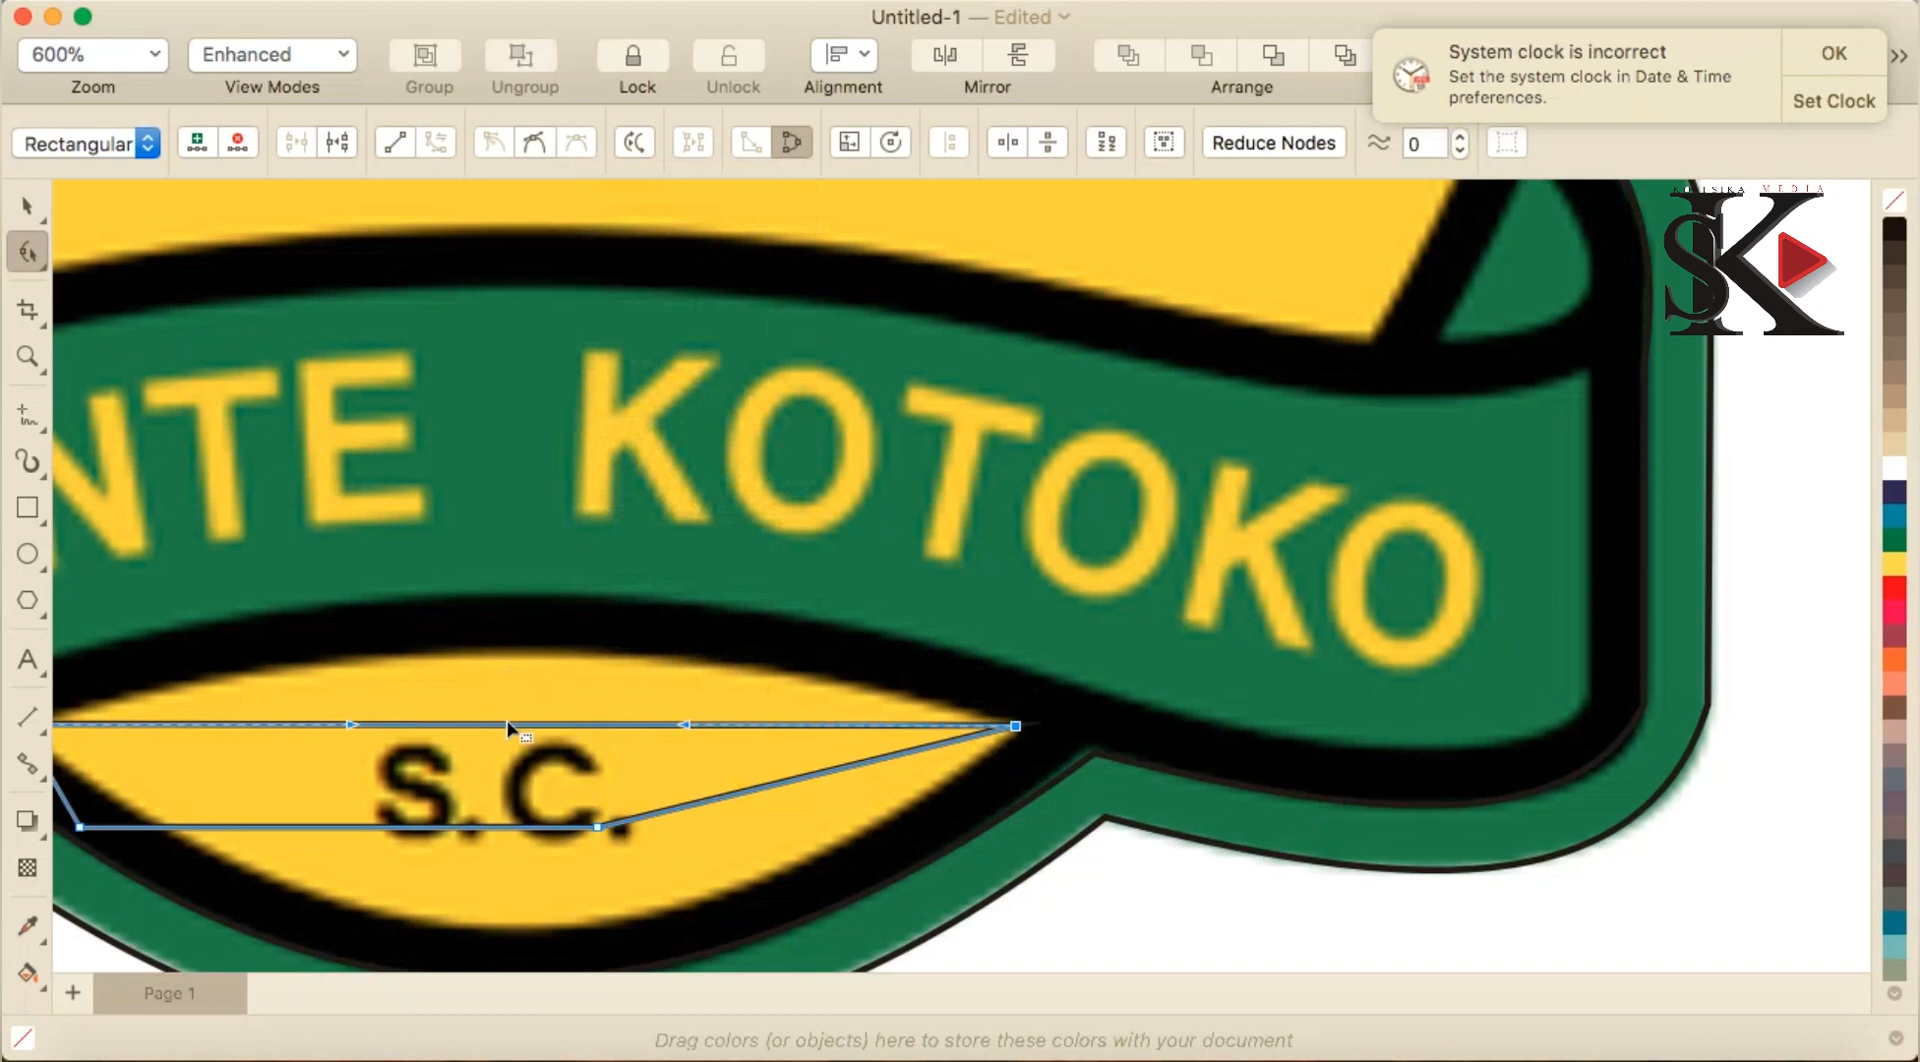 Untitled-1 — Edited
600%
Enhanced
Zoom
View Modes
Group
Ungroup
Lock
Unlock
Alignment
Mirror
Arrange
System clock is incorrect
Set the system clock in Date & Time
preferences.
OK
Set Clock
Rectangular
Reduce Nodes
0
MEDIA
SK
NTE KOTOKO
S.C.
Page 1
Drag colors (or objects) here to store these colors with your document